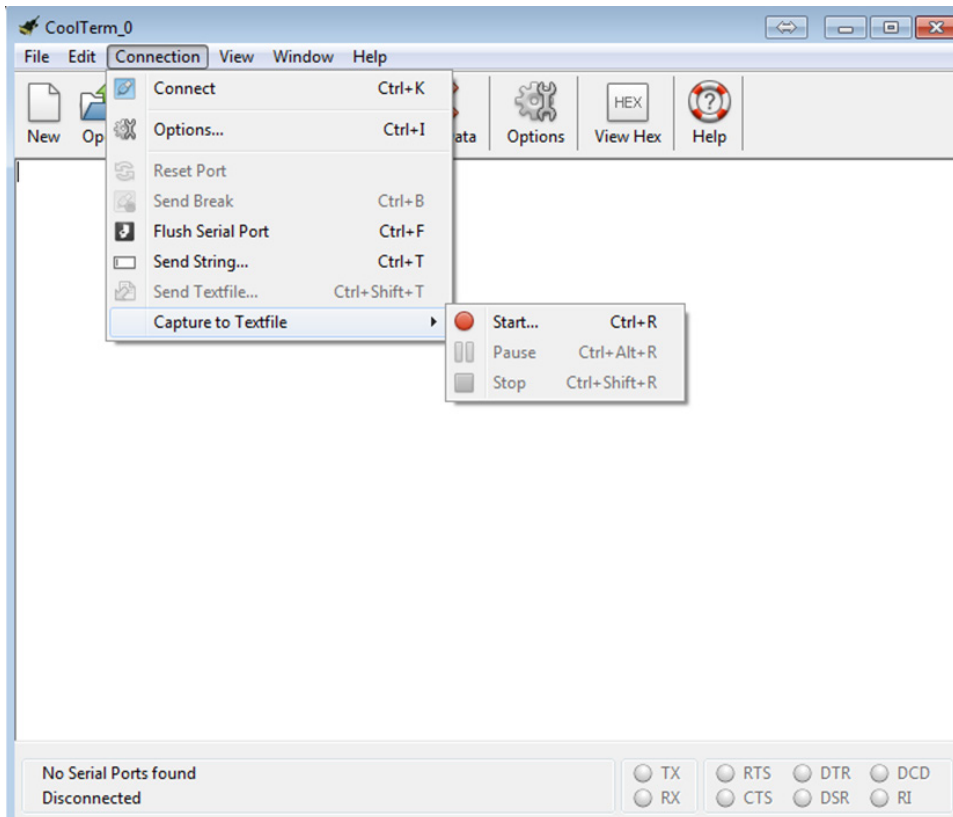 CoolTerm_0
File Edit Connection View Window Help
New Op ata Options View Hex Help
HEX
Connect Ctrl+K
Options... Ctrl+I
Reset Port
Send Break Ctrl+B
Flush Serial Port Ctrl+F
Send String... Ctrl+T
Send Textfile... Ctrl+Shift+T
Capture to Textfile
Start... Ctrl+R
Pause Ctrl+Alt+R
Stop Ctrl+Shift+R
No Serial Ports found
Disconnected
TX RTS DTR DCD
RX CTS DSR RI